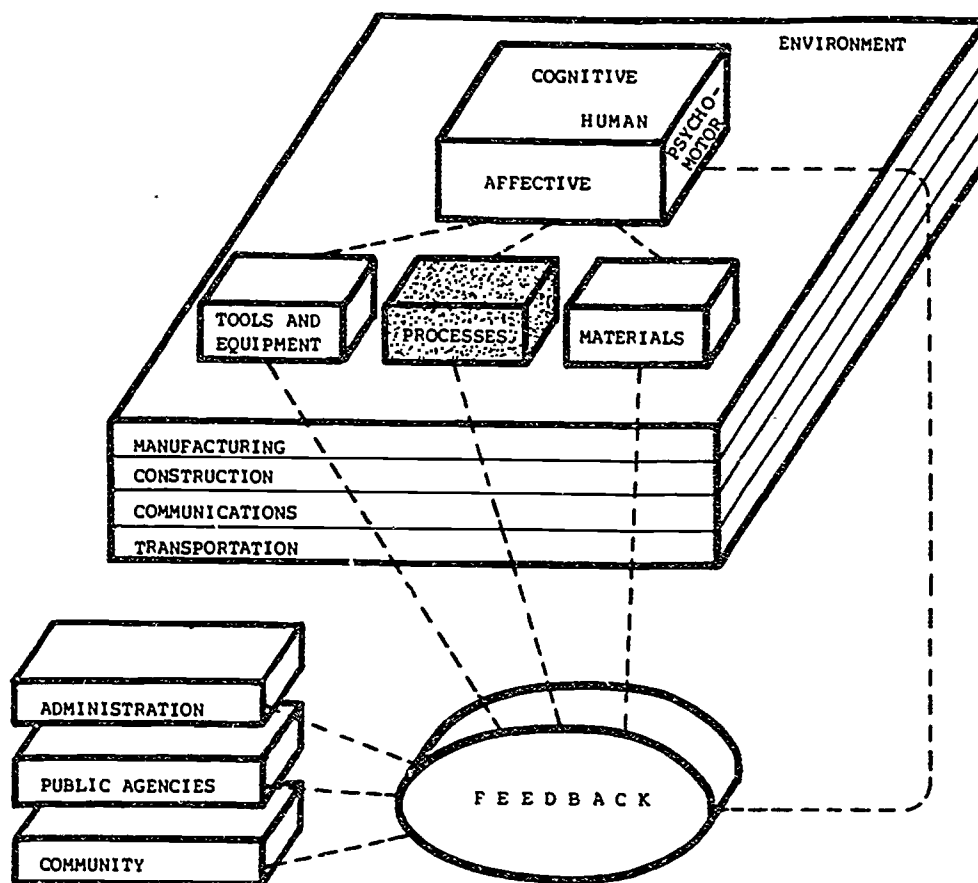 ENVIRONMENT
COGNITIVE
HUMAN
PSYCHO-
MOTOR
AFFECTIVE
TOOLS AND
EQUIPMENT
PROCESSES
MATERIALS
MANUFACTURING
CONSTRUCTION
COMMUNICATIONS
TRANSPORTATION
ADMINISTRATION
PUBLIC AGENCIES
COMMUNITY
FEEDBACK